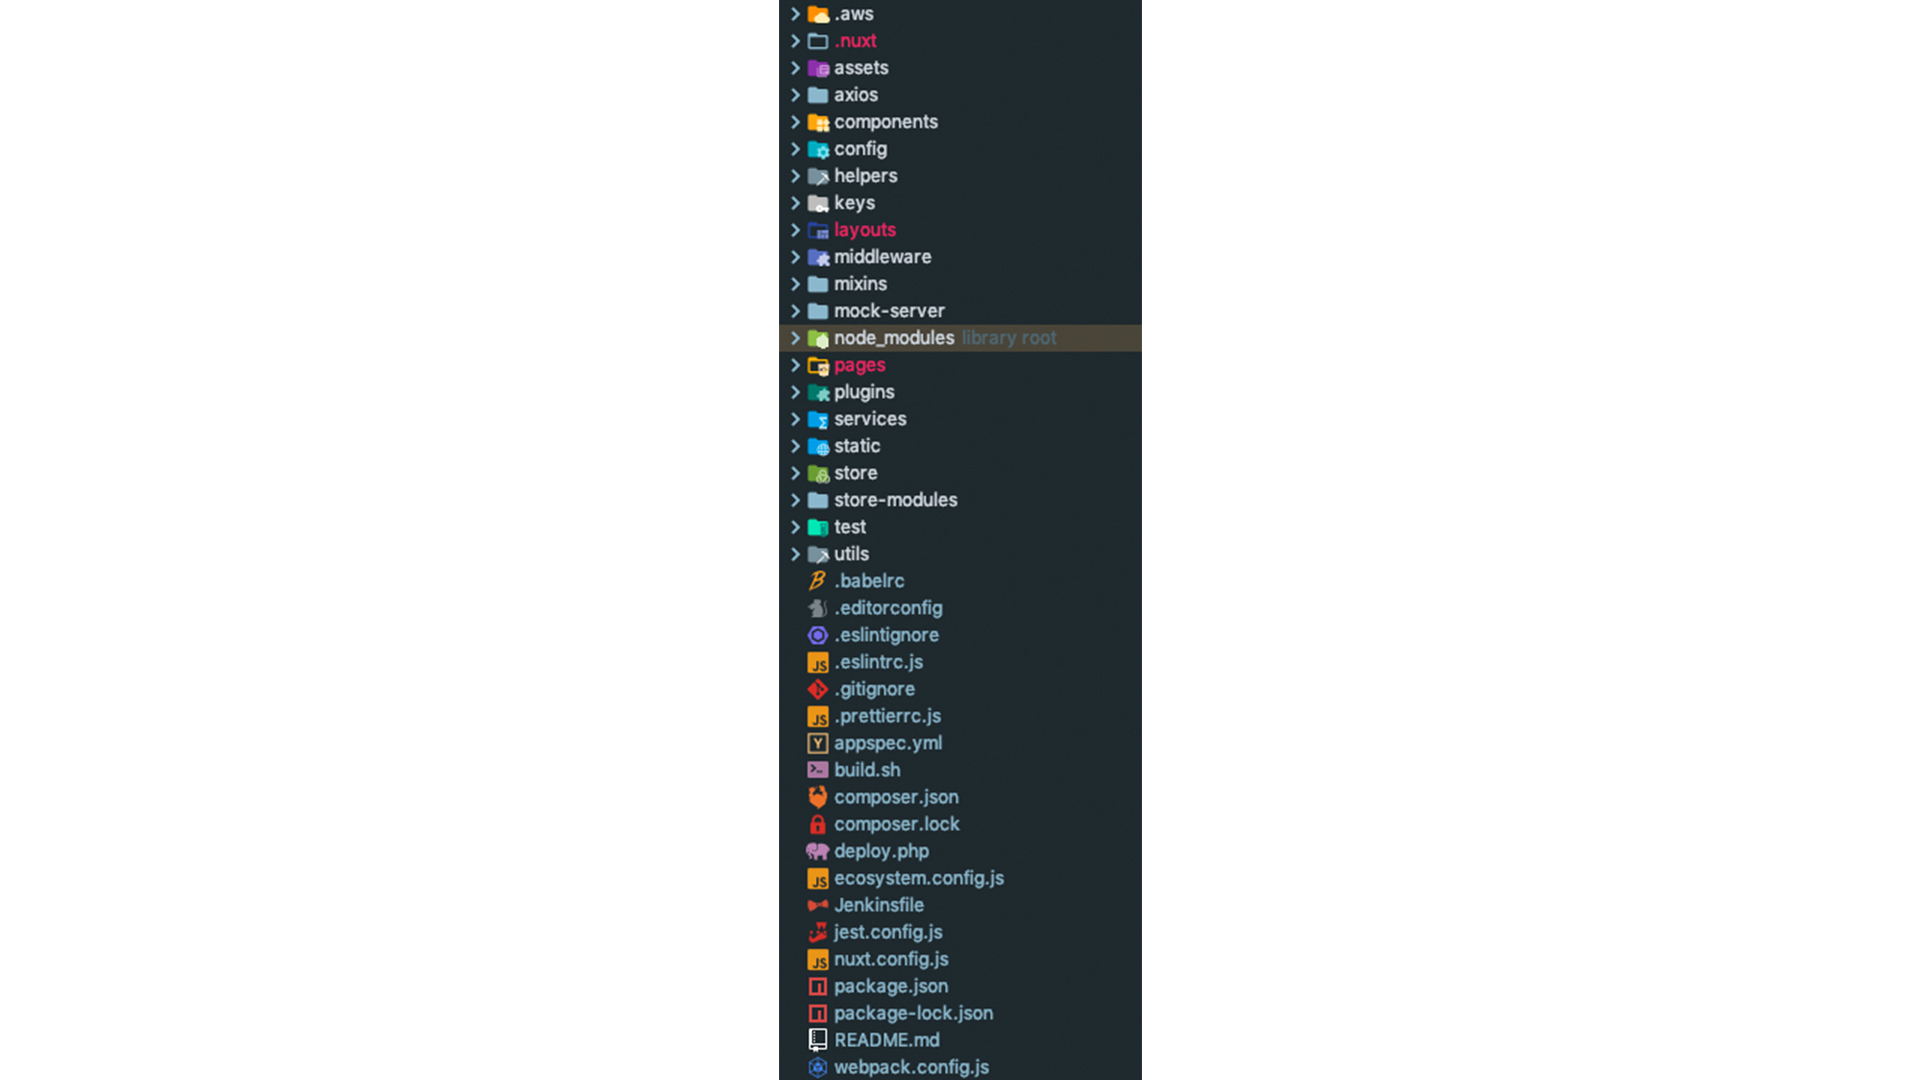 .aws
.nuxt
assets
axios
components
config
helpers
keys
layouts
middleware
mixins
mock-server
node_modules library root
pages
plugins
services
static
store
store-modules
test
utils
.babelrc
.editorconfig
.eslintignore
.eslintrc.js
.gitignore
.prettierrc.js
appspec.yml
build.sh
composer.json
composer.lock
deploy.php
ecosystem.config.js
Jenkinsfile
jest.config.js
nuxt.config.js
package.json
package-lock.json
README.md
webpack.config.js